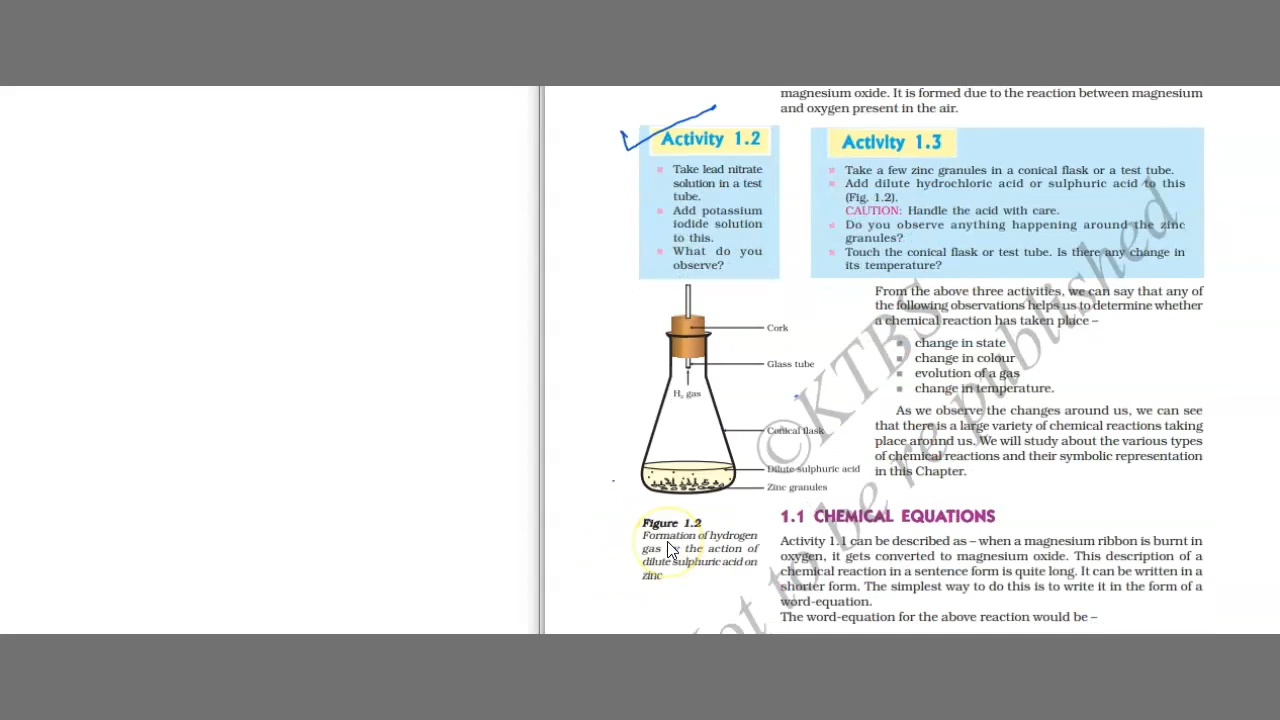 magnesium oxide. It is formed due to the reaction between magnesium
and oxygen present in the air.
Activity 1.2
Take lead nitrate
solution in a test
tube.
Add potassium
iodide solution
to this.
What do you
observe?
Activity 1.3
Take a few zinc granules in a conical flask or a test tube.
Add dilute hydrochloric acid or sulphuric acid to this
(Fig. 1.2).
CAUTION: Handle the acid with care.
Do you observe anything happening around the zinc
granules?
Touch the conical flask or test tube. Is there any change in
its temperature?
Cork
Glass tube
H₂ gas
Conical flask
Dilute sulphuric acid
Zinc granules
Figure 1.2
Formation of hydrogen
gas by the action of
dilute sulphuric acid on
zinc
From the above three activities, we can say that any of
the following observations helps us to determine whether
a chemical reaction has taken place –
change in state
change in colour
evolution of a gas
change in temperature.
As we observe the changes around us, we can see
that there is a large variety of chemical reactions taking
place around us. We will study about the various types
of chemical reactions and their symbolic representation
in this Chapter.
1.1 CHEMICAL EQUATIONS
Activity 1.1 can be described as – when a magnesium ribbon is burnt in
oxygen, it gets converted to magnesium oxide. This description of a
chemical reaction in a sentence form is quite long. It can be written in a
shorter form. The simplest way to do this is to write it in the form of a
word-equation.
The word-equation for the above reaction would be –
©KTBS
Not to be republished